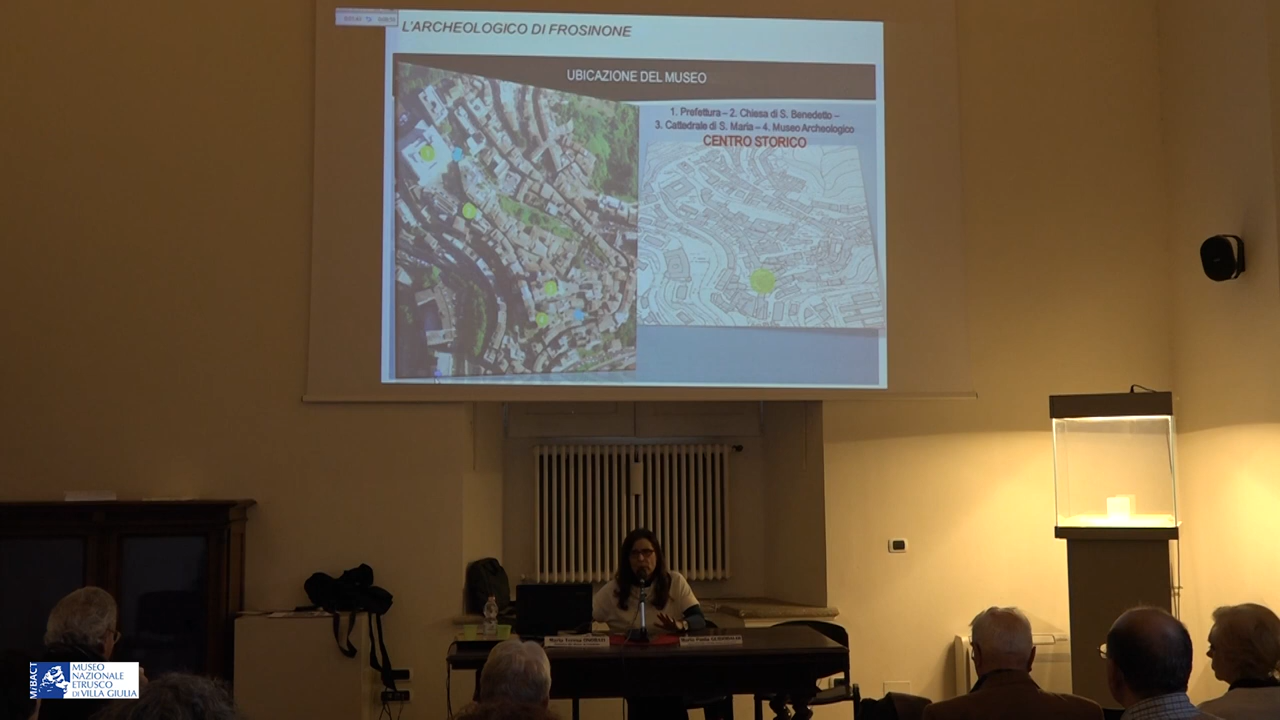 L'ARCHEOLOGICO DI FROSINONE
UBICAZIONE DEL MUSEO
1. Prefettura – 2. Chiesa di S. Benedetto –
3. Cattedrale di S. Maria – 4. Museo Archeologico
CENTRO STORICO
MiBACT
MUSEO
NAZIONALE
ETRUSCO
DI VILLA GIULIA